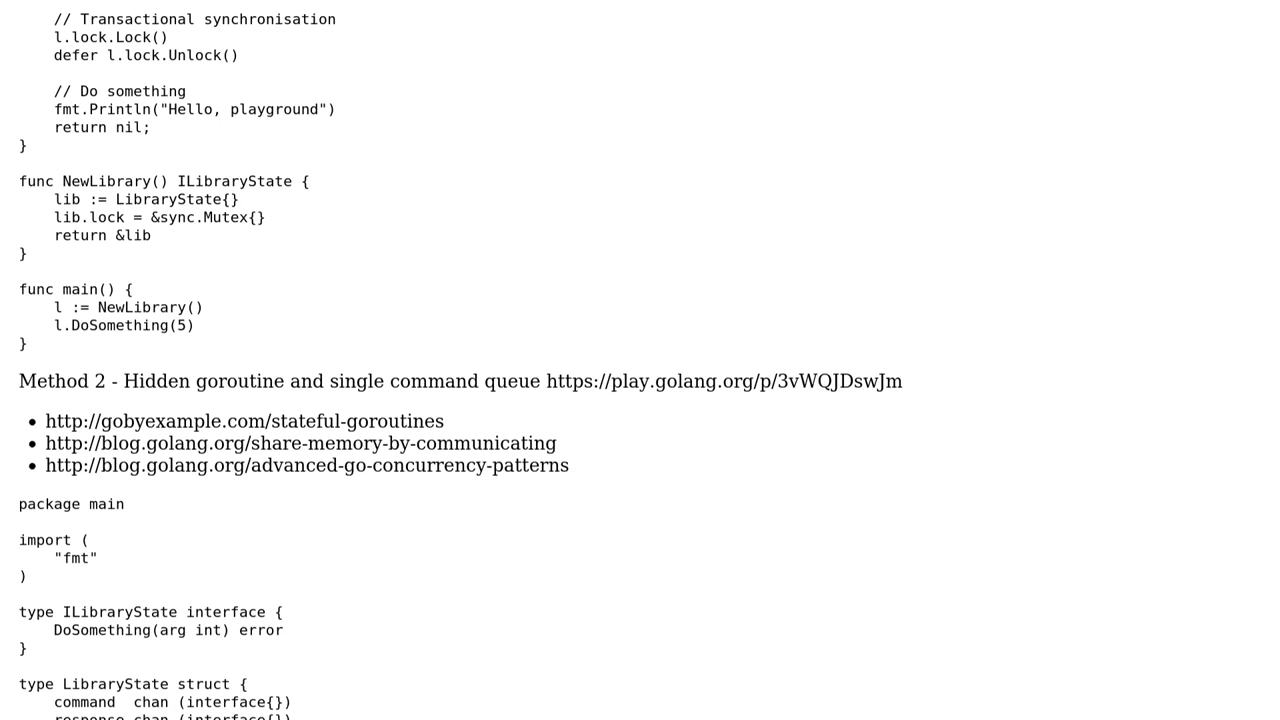 // Transactional synchronisation
    l.lock.Lock()
    defer l.lock.Unlock()

    // Do something
    fmt.Println("Hello, playground")
    return nil;
}

func NewLibrary() ILibraryState {
    lib := LibraryState{}
    lib.lock = &sync.Mutex{}
    return &lib
}

func main() {
    l := NewLibrary()
    l.DoSomething(5)
}

Method 2 - Hidden goroutine and single command queue https://play.golang.org/p/3vWQJDswJm

• http://gobyexample.com/stateful-goroutines
• http://blog.golang.org/share-memory-by-communicating
• http://blog.golang.org/advanced-go-concurrency-patterns

package main

import (
    "fmt"
)

type ILibraryState interface {
    DoSomething(arg int) error
}

type LibraryState struct {
    command  chan (interface{})
    response chan (interface{})